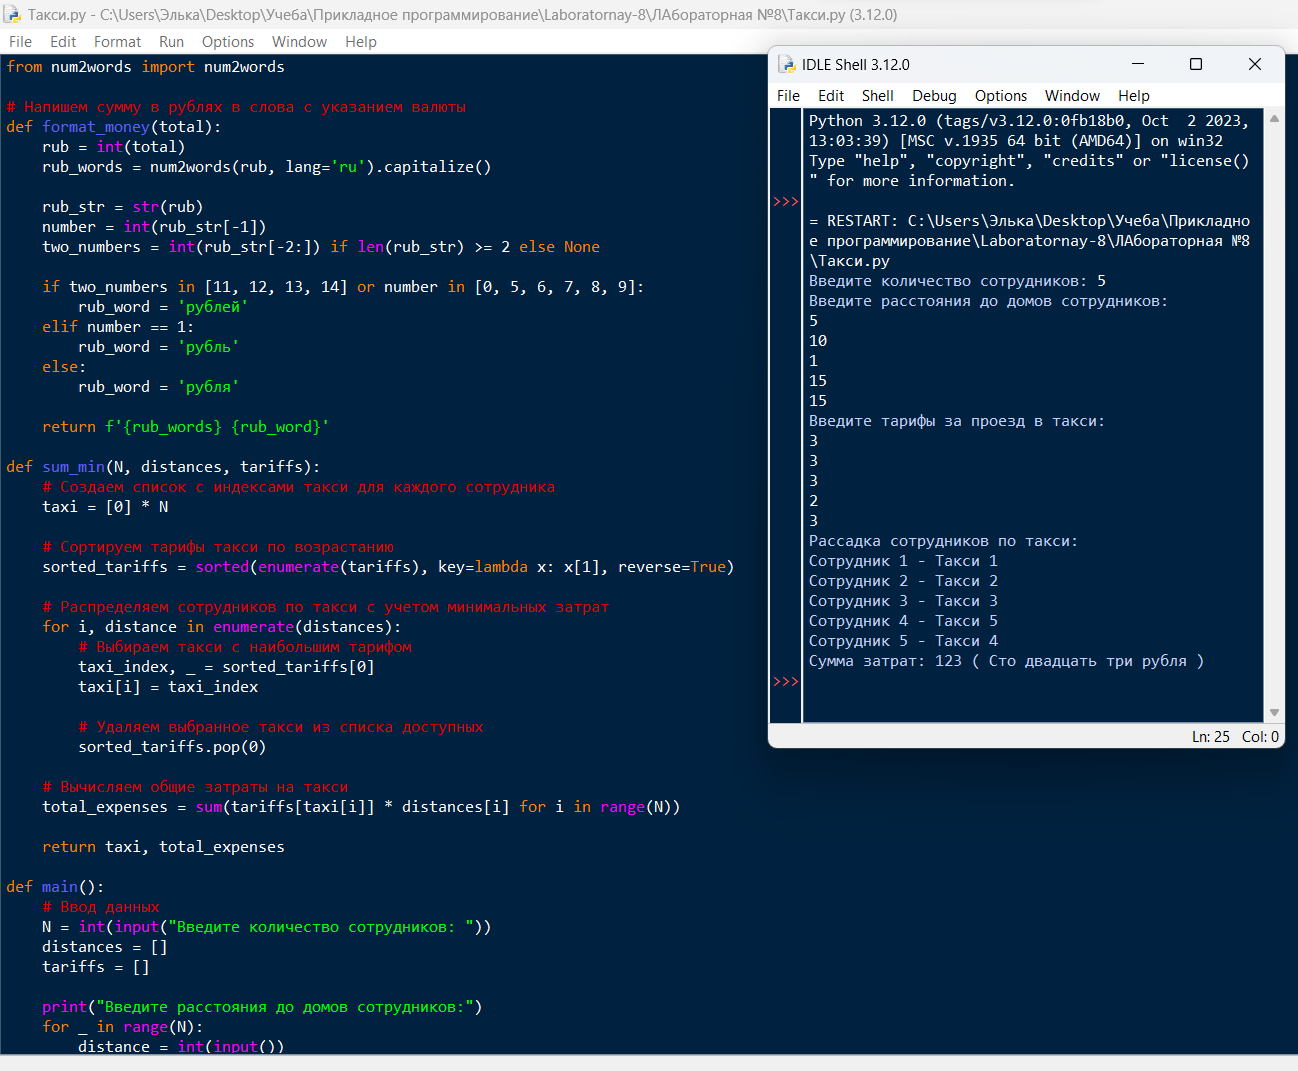 Такси.py - C:\Users\Элька\Desktop\Учеба\Прикладное программирование\Laboratornay-8\ЛАбораторная №8\Такси.py (3.12.0)
File Edit Format Run Options Window Help
from num2words import num2words
# Напишем сумму в рублях в слова с указанием валюты
def format_money(total):
    rub = int(total)
    rub_words = num2words(rub, lang='ru').capitalize()
    rub_str = str(rub)
    number = int(rub_str[-1])
    two_numbers = int(rub_str[-2:]) if len(rub_str) >= 2 else None
    if two_numbers in [11, 12, 13, 14] or number in [0, 5, 6, 7, 8, 9]:
        rub_word = 'рублей'
    elif number == 1:
        rub_word = 'рубль'
    else:
        rub_word = 'рубля'
    return f'{rub_words} {rub_word}'
def sum_min(N, distances, tariffs):
    # Создаем список с индексами такси для каждого сотрудника
    taxi = [0] * N
    # Сортируем тарифы такси по возрастанию
    sorted_tariffs = sorted(enumerate(tariffs), key=lambda x: x[1], reverse=True)
    # Распределяем сотрудников по такси с учетом минимальных затрат
    for i, distance in enumerate(distances):
        # Выбираем такси с наибольшим тарифом
        taxi_index, _ = sorted_tariffs[0]
        taxi[i] = taxi_index
        # Удаляем выбранное такси из списка доступных
        sorted_tariffs.pop(0)
    # Вычисляем общие затраты на такси
    total_expenses = sum(tariffs[taxi[i]] * distances[i] for i in range(N))
    return taxi, total_expenses
def main():
    # Ввод данных
    N = int(input("Введите количество сотрудников: "))
    distances = []
    tariffs = []
    print("Введите расстояния до домов сотрудников:")
    for _ in range(N):
        distance = int(input())
IDLE Shell 3.12.0
File Edit Shell Debug Options Window Help
Python 3.12.0 (tags/v3.12.0:0fb18b0, Oct  2 2023,
13:03:39) [MSC v.1935 64 bit (AMD64)] on win32
Type "help", "copyright", "credits" or "license()
" for more information.
>>>
= RESTART: C:\Users\Элька\Desktop\Учеба\Прикладно
е программирование\Laboratornay-8\ЛАбораторная №8
\Такси.py
Введите количество сотрудников: 5
Введите расстояния до домов сотрудников:
5
10
1
15
15
Введите тарифы за проезд в такси:
3
3
3
2
3
Рассадка сотрудников по такси:
Сотрудник 1 - Такси 1
Сотрудник 2 - Такси 2
Сотрудник 3 - Такси 3
Сотрудник 4 - Такси 5
Сотрудник 5 - Такси 4
Сумма затрат: 123 ( Сто двадцать три рубля )
>>>
Ln: 25 Col: 0